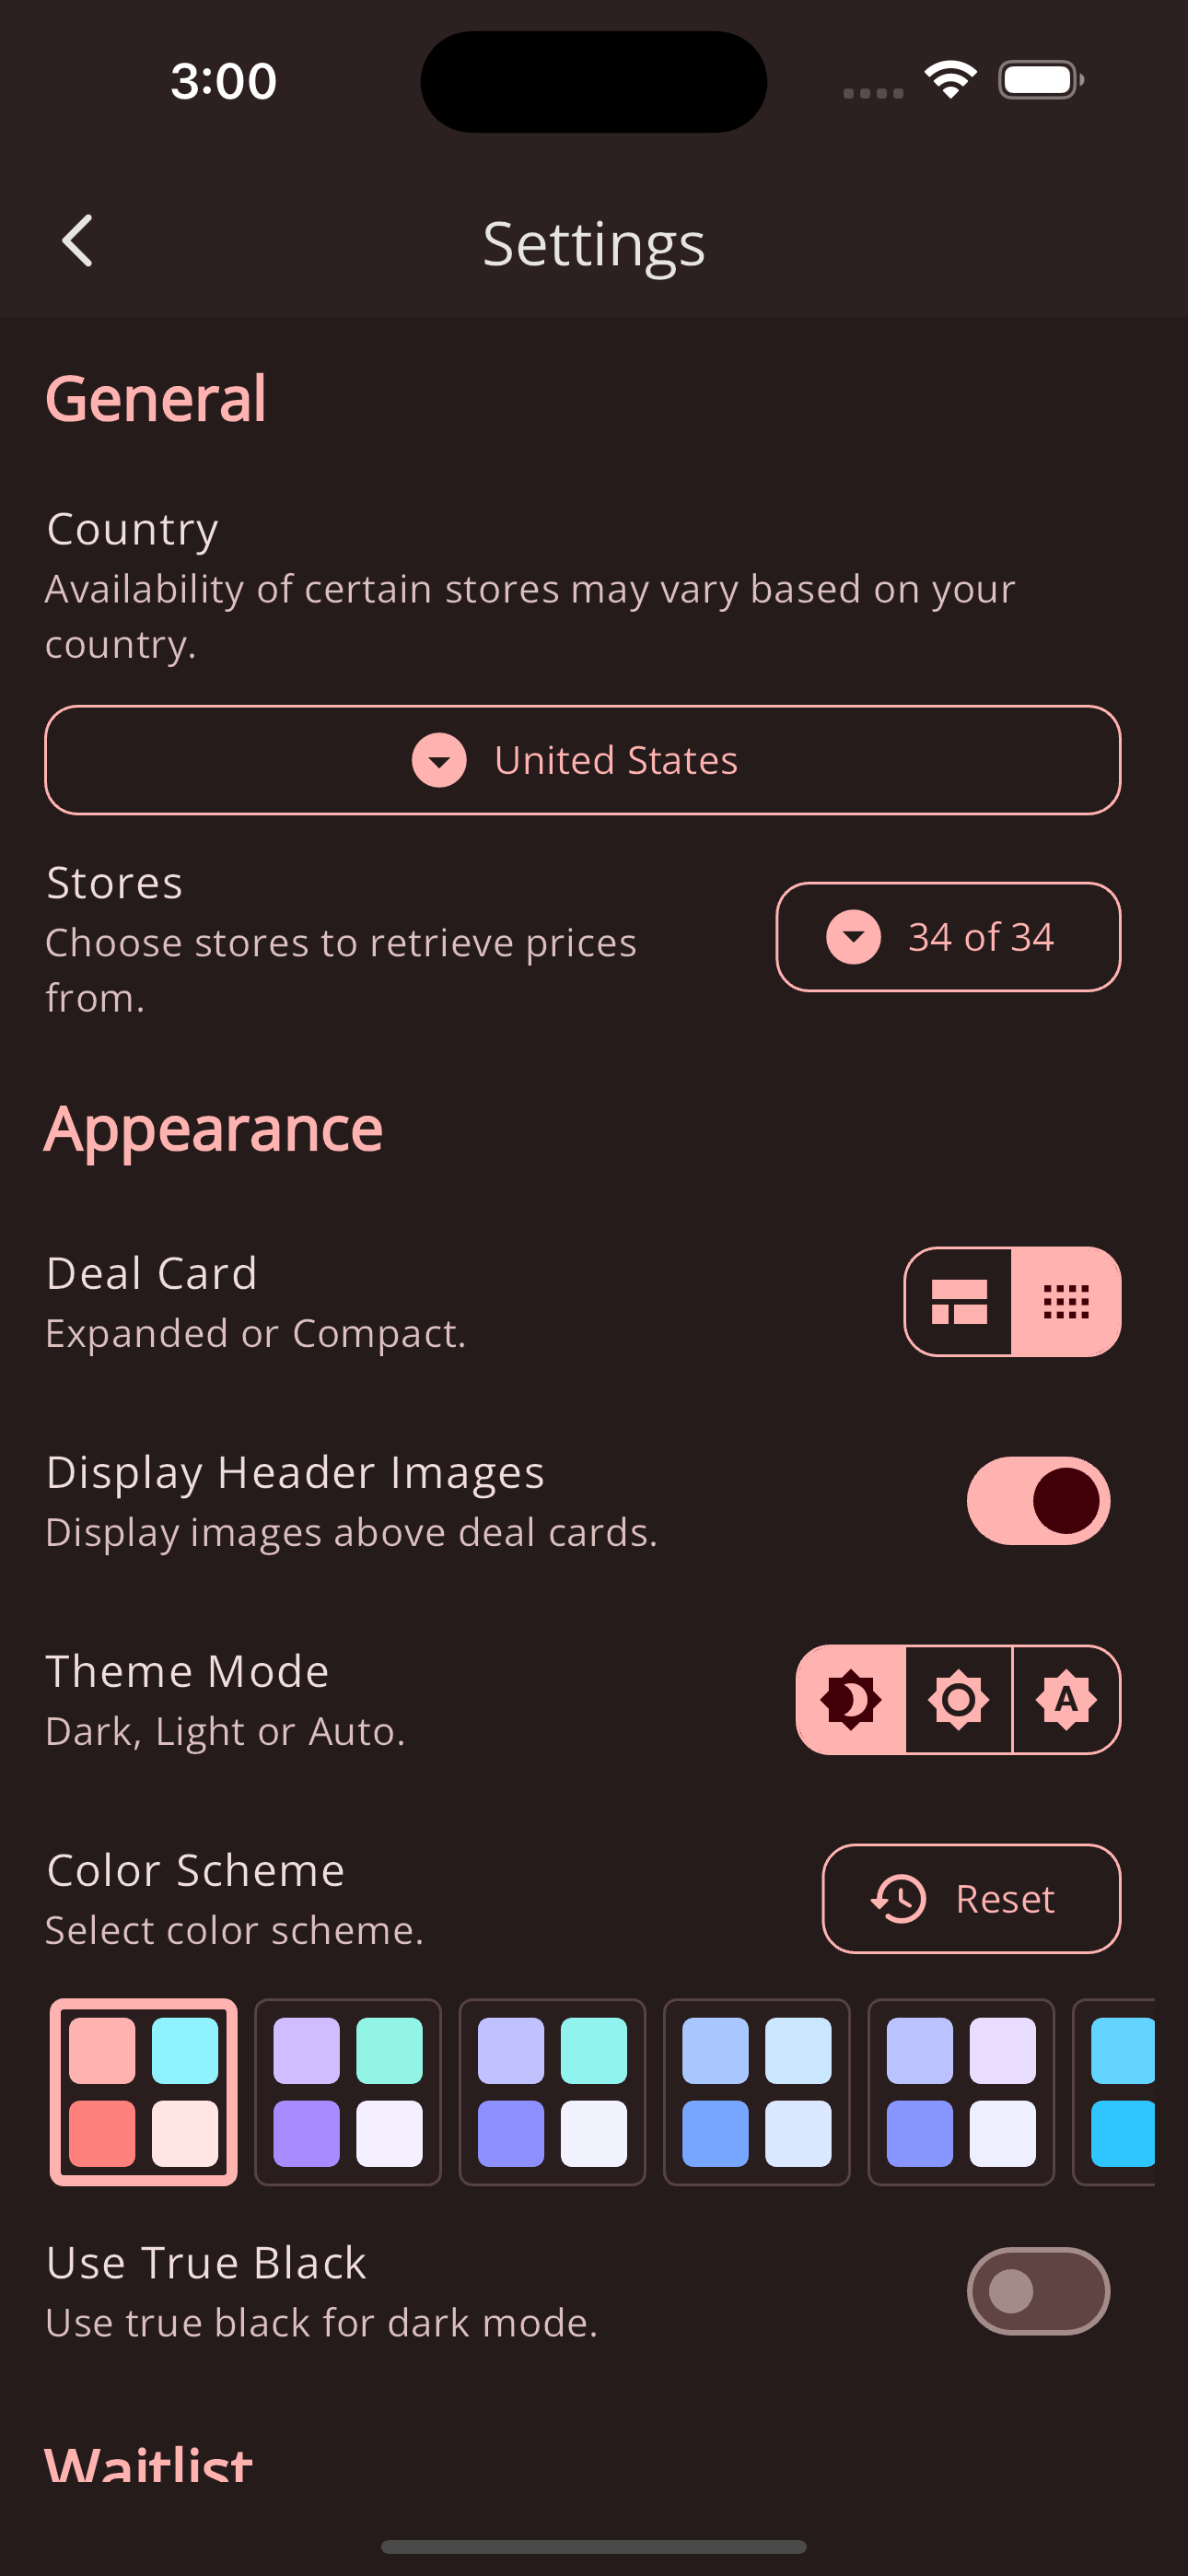 3:00
Settings
General
Country
Availability of certain stores may vary based on your
country.
United States
Stores
Choose stores to retrieve prices
from.
34 of 34
Appearance
Deal Card
Expanded or Compact.
Display Header Images
Display images above deal cards.
Theme Mode
Dark, Light or Auto.
A
Color Scheme
Select color scheme.
Reset
Use True Black
Use true black for dark mode.
Waitlist